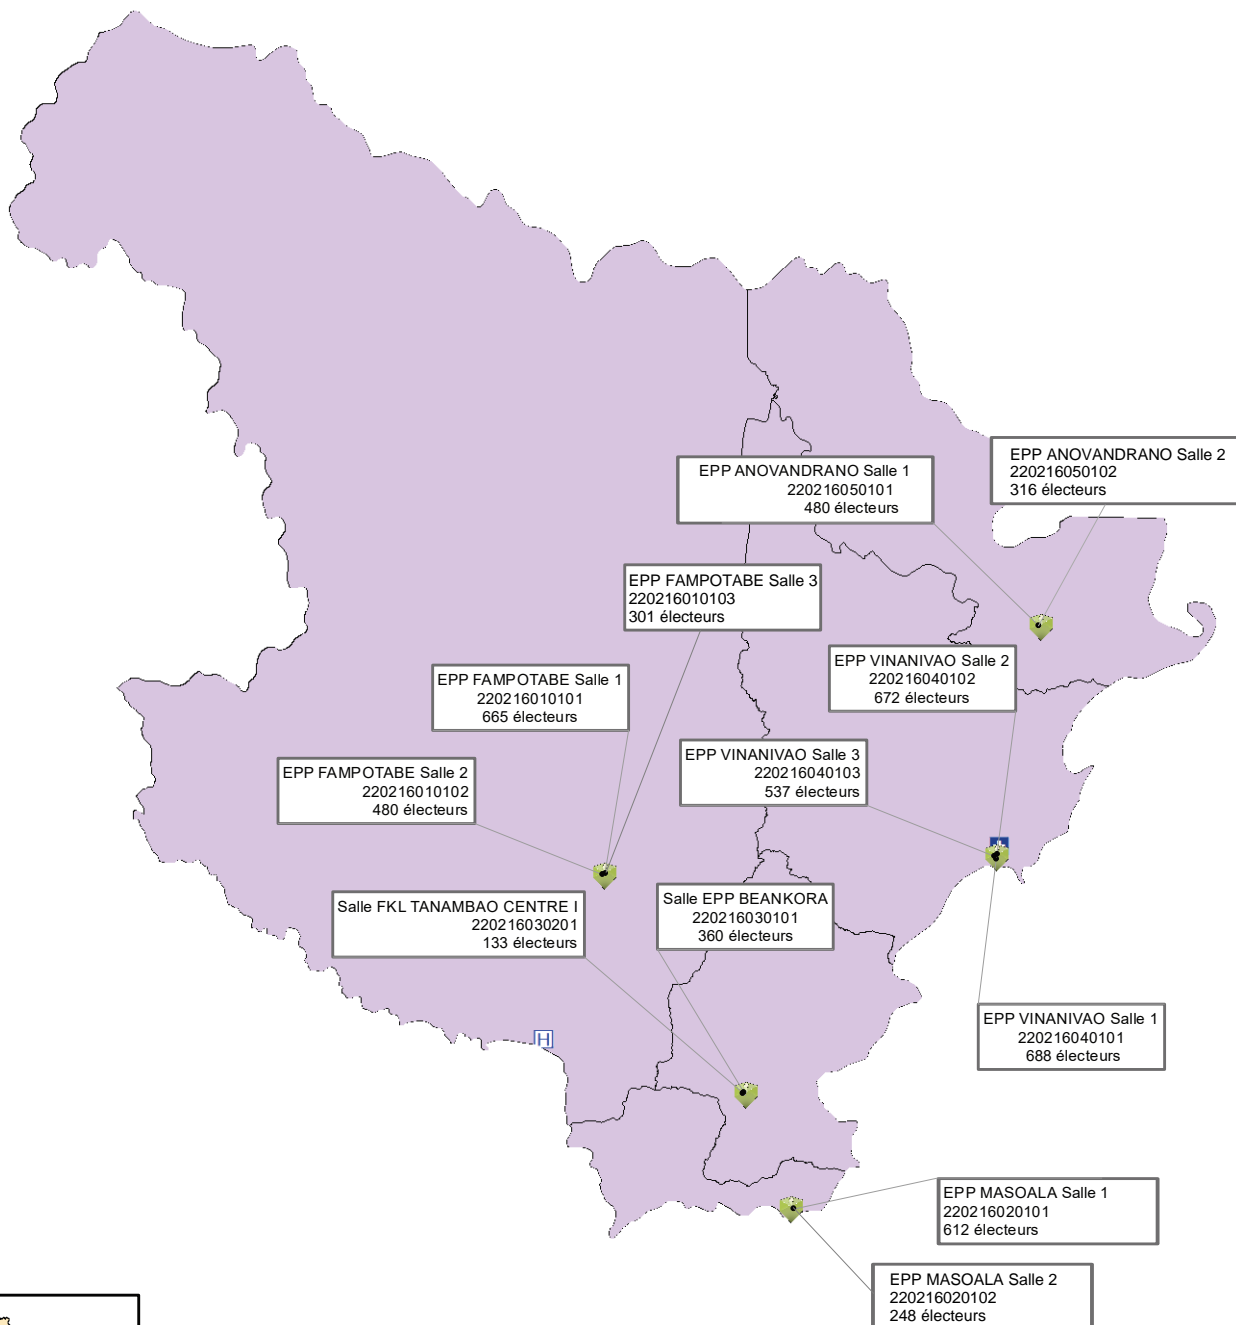 EPP ANOVANDRANO Salle 2
220216050102
316 électeurs
EPP ANOVANDRANO Salle 1
220216050101
480 électeurs
EPP FAMPOTABE Salle 3
220216010103
301 électeurs
EPP VINANIVAO Salle 2
220216040102
672 électeurs
EPP FAMPOTABE Salle 1
220216010101
665 électeurs
EPP VINANIVAO Salle 3
220216040103
537 électeurs
EPP FAMPOTABE Salle 2
220216010102
480 électeurs
Salle FKL TANAMBAO CENTRE I
220216030201
133 électeurs
Salle EPP BEANKORA
220216030101
360 électeurs
EPP VINANIVAO Salle 1
220216040101
688 électeurs
H
EPP MASOALA Salle 1
220216020101
612 électeurs
EPP MASOALA Salle 2
220216020102
248 électeurs